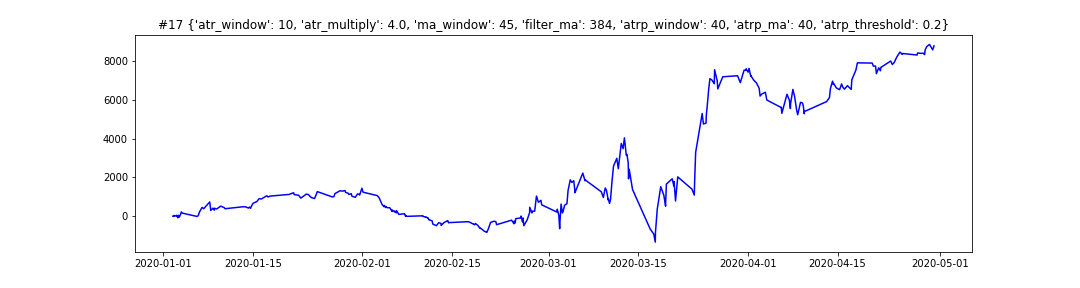 #17 {'atr_window': 10, 'atr_multiply': 4.0, 'ma_window': 45, 'filter_ma': 384, 'atrp_window': 40, 'atrp_ma': 40, 'atrp_threshold': 0.2}
8000
6000
4000
2000
0
2020-01-01 2020-01-15 2020-02-01 2020-02-15 2020-03-01 2020-03-15 2020-04-01 2020-04-15 2020-05-01